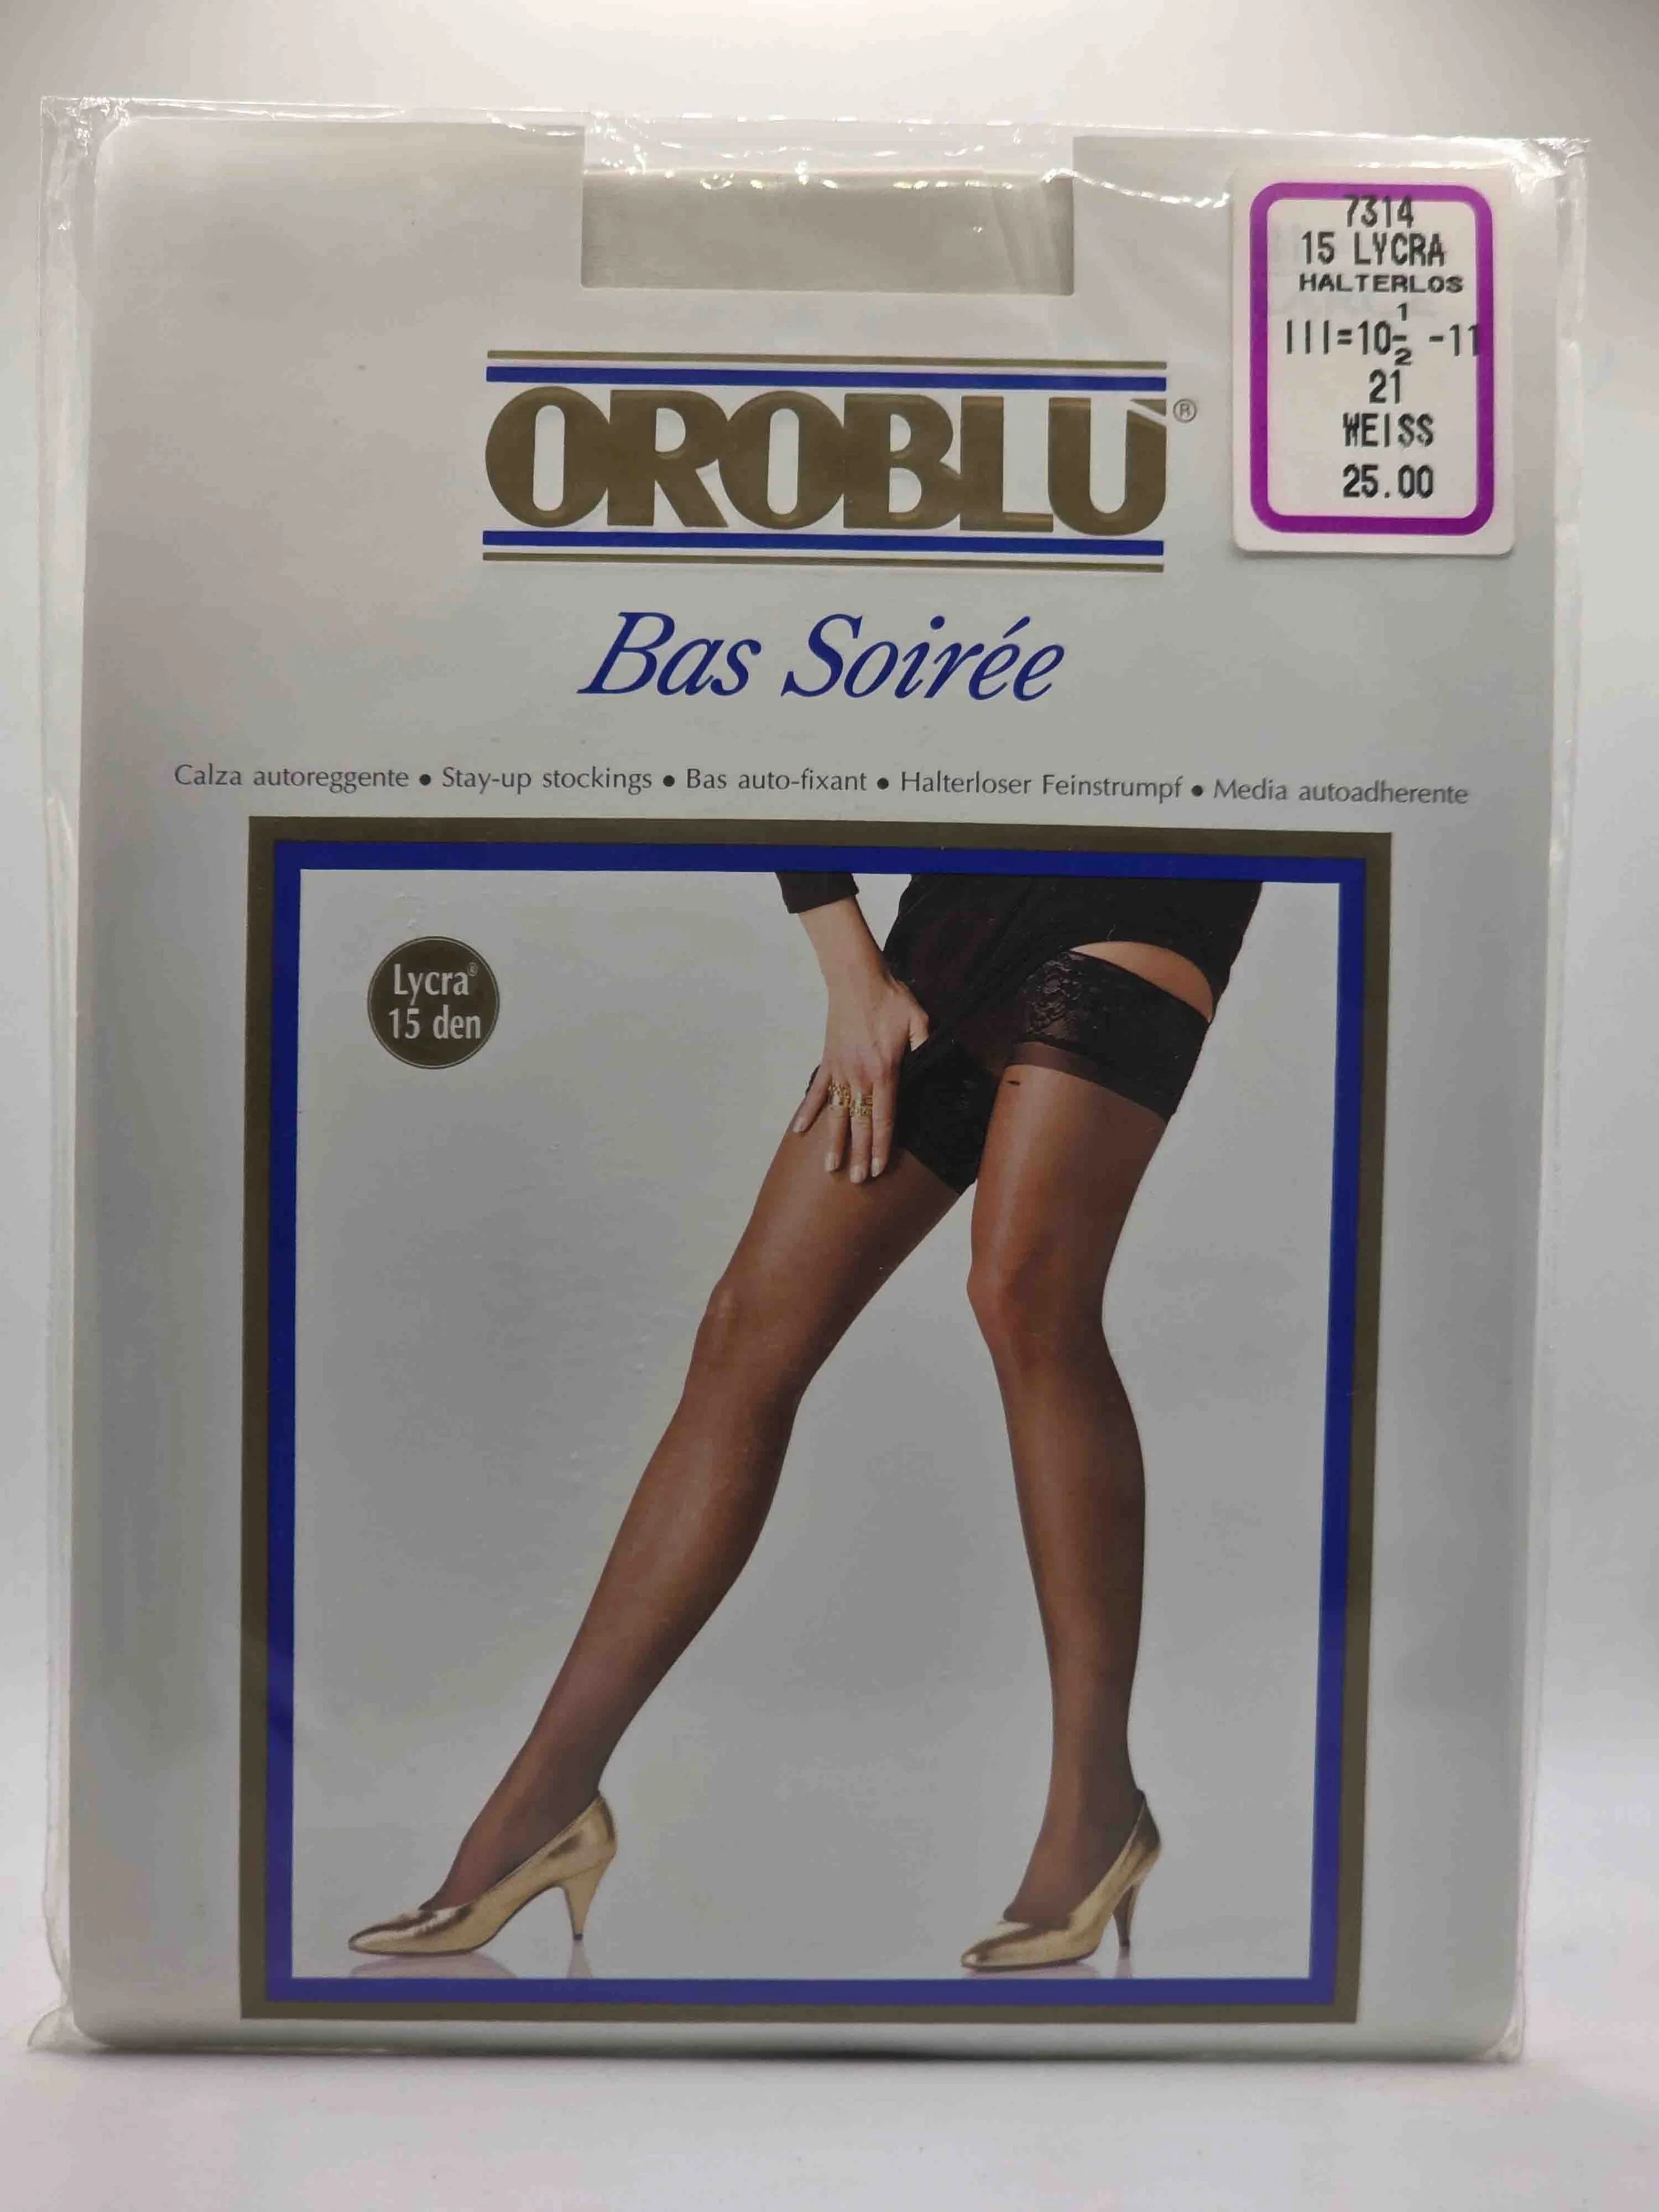 7314
15 LYCRA
HALTERLOS
III=10½ -11
21
WEISS
25.00
OROBLÙ®
Bas Soirée
Calza autoreggente • Stay-up stockings • Bas auto-fixant • Halterloser Feinstrumpf • Media autoadherente
Lycra®
15 den